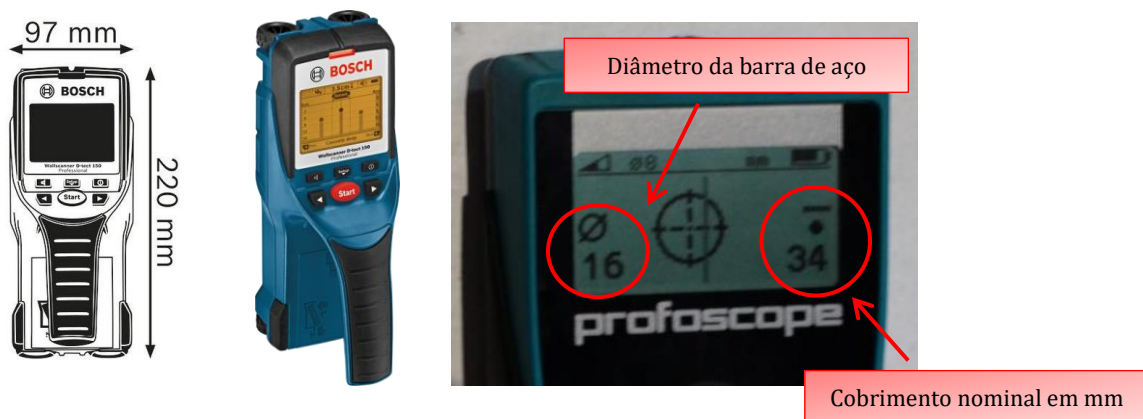 97 mm
BOSCH
Wallscanner D-tect 150
Professional
Start
220 mm
BOSCH
Wallscanner D-tect 150
Professional
Start
Diâmetro da barra de aço
ø8
mm
Ø
16
34
profoscope
Cobrimento nominal em mm